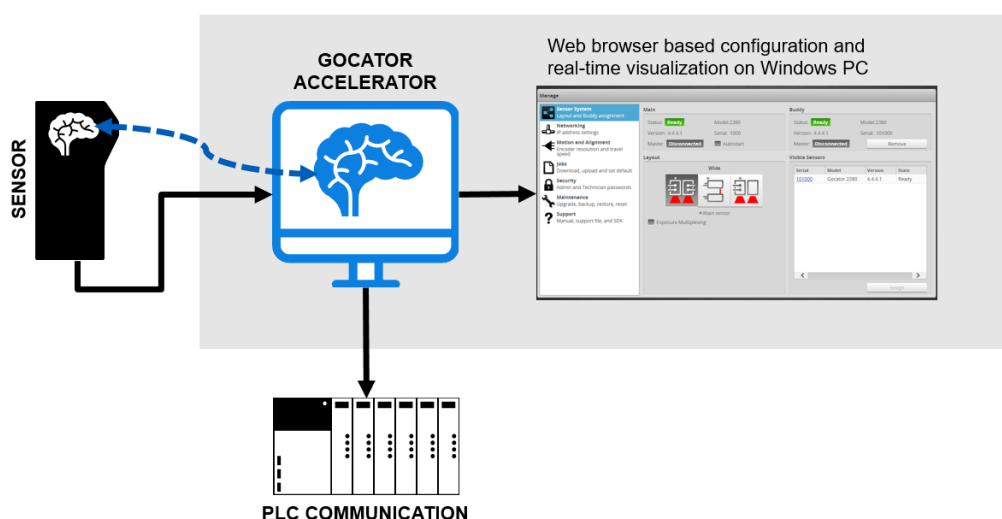 Web browser based configuration and
real-time visualization on Windows PC
GOCATOR
ACCELERATOR
SENSOR
Manage
Sensor System
Layout and Buddy assignment
Networking
IP address settings
Motion and Alignment
Encoder resolution and travel
speed
Jobs
Download, upload and set default
Security
Admin and Technician passwords
Maintenance
Upgrade, backup, restore, reset
Support
Manual, support file, and SDK
Main
Status: Ready Model:2380
Version: 4.4.4.1 Serial: 1000
Master: Disconnected Autostart
Layout
Wide
Main sensor
Exposure Multiplexing
Buddy
Status: Ready Model:2380
Version: 4.4.4.1 Serial: 101000
Master: Disconnected Remove
Visible Sensors
Serial Model Version State
101000 Gocator 2380 4.4.4.1 Ready
Assign
PLC COMMUNICATION